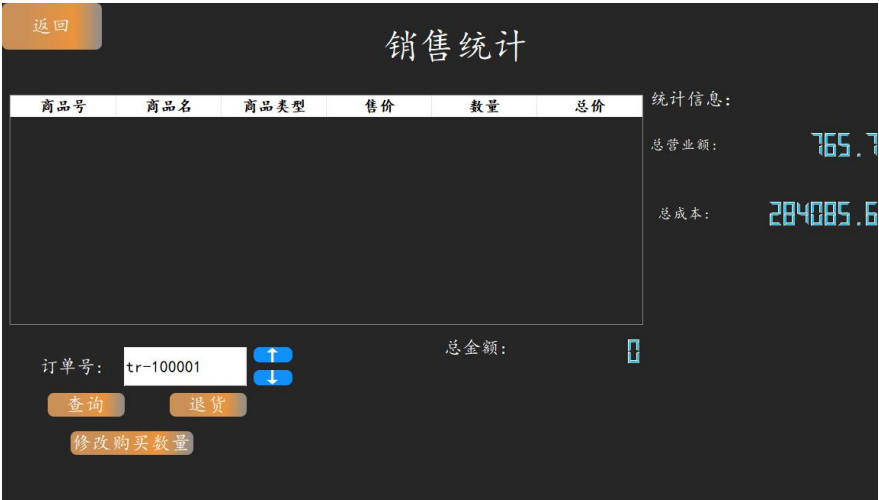 返回
销售统计
商品号 商品名 商品类型 售价 数量 总价
统计信息:
总营业额: 765.7
总成本: 284085.6
总金额: 0
订单号: tr-100001
查询 退货
修改购买数量